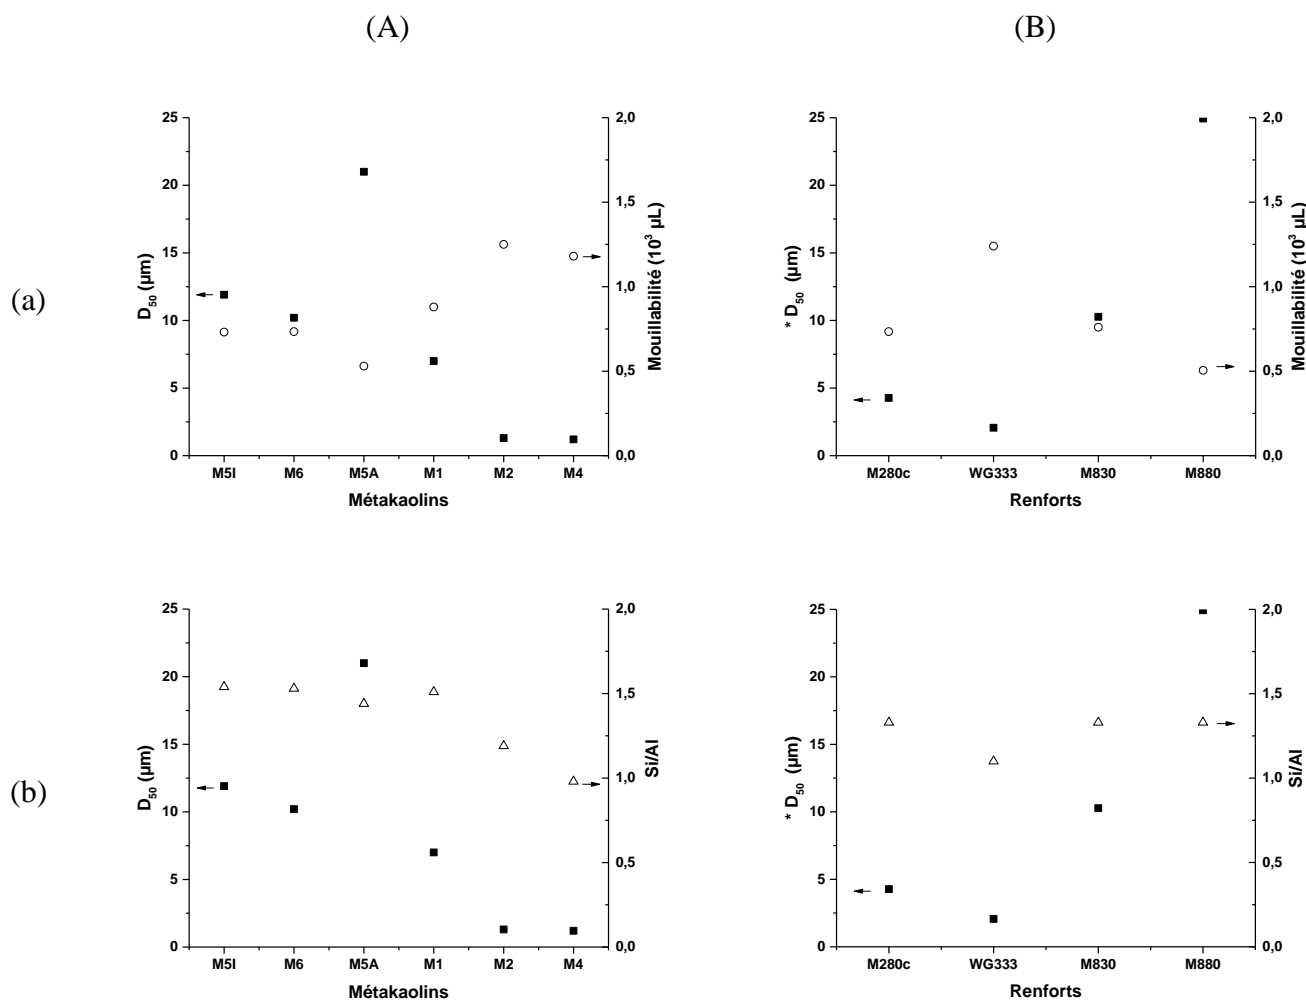 (A)
(B)
(a)
25
20
15
10
5
0
D50 (µm)
2,0
1,5
1,0
0,5
0,0
Mouillabilité (10³ µL)
M5I M6 M5A M1 M2 M4
Métakaolins
25
20
15
10
5
0
* D50 (µm)
2,0
1,5
1,0
0,5
0,0
Mouillabilité (10³ µL)
M280c WG333 M830 M880
Renforts
(b)
25
20
15
10
5
0
D50 (µm)
2,0
1,5
1,0
0,5
0,0
Si/Al
M5I M6 M5A M1 M2 M4
Métakaolins
25
20
15
10
5
0
* D50 (µm)
2,0
1,5
1,0
0,5
0,0
Si/Al
M280c WG333 M830 M880
Renforts